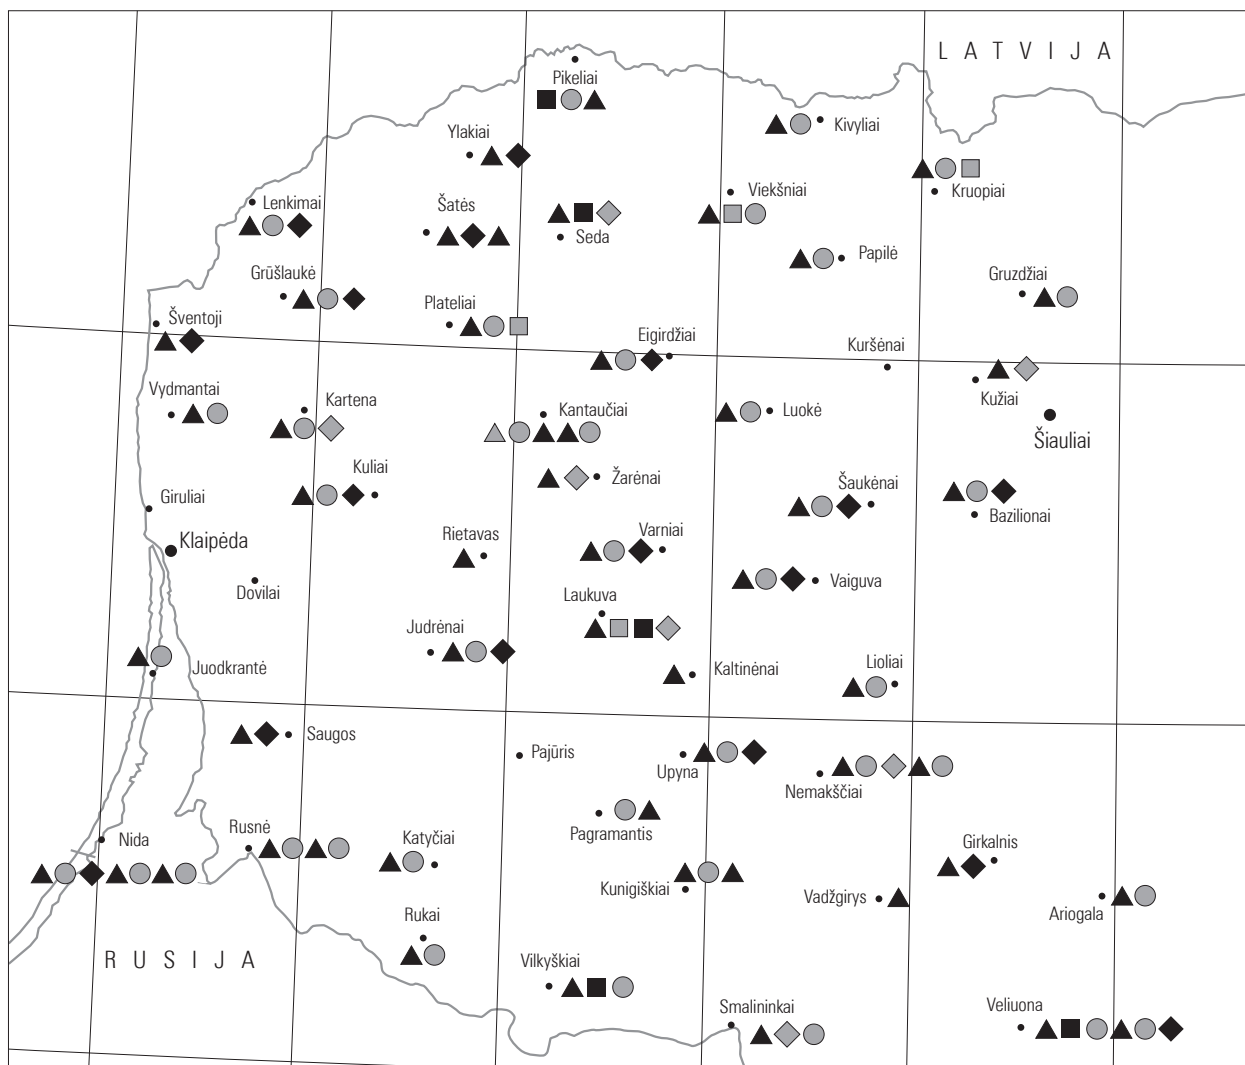 L A T V I J A
Pikeliai
Kivyliai
Ylakiai
Viekšniai
Kruopiai
Lenkimai
Šatės
Seda
Papilė
Grūšlaukė
Gruzdžiai
Plateliai
Šventoji
Eigirdžiai
Kuršėnai
Kužiai
Vydmantai
Kartena
Kantaučiai
Luokė
Šiauliai
Kuliai
Žarėnai
Šaukėnai
Giruliai
Bazilionai
Klaipėda
Rietavas
Varniai
Dovilai
Vaiguva
Laukuva
Judrėnai
Juodkrantė
Kaltinėnai
Lioliai
Saugos
Pajūris
Upyna
Nemakščiai
Pagramantis
Nida
Rusnė
Katyčiai
Girkalnis
Kunigiškiai
Vadžgirys
Ariogala
Rukai
R U S I J A
Vilkyškiai
Smalininkai
Veliuona